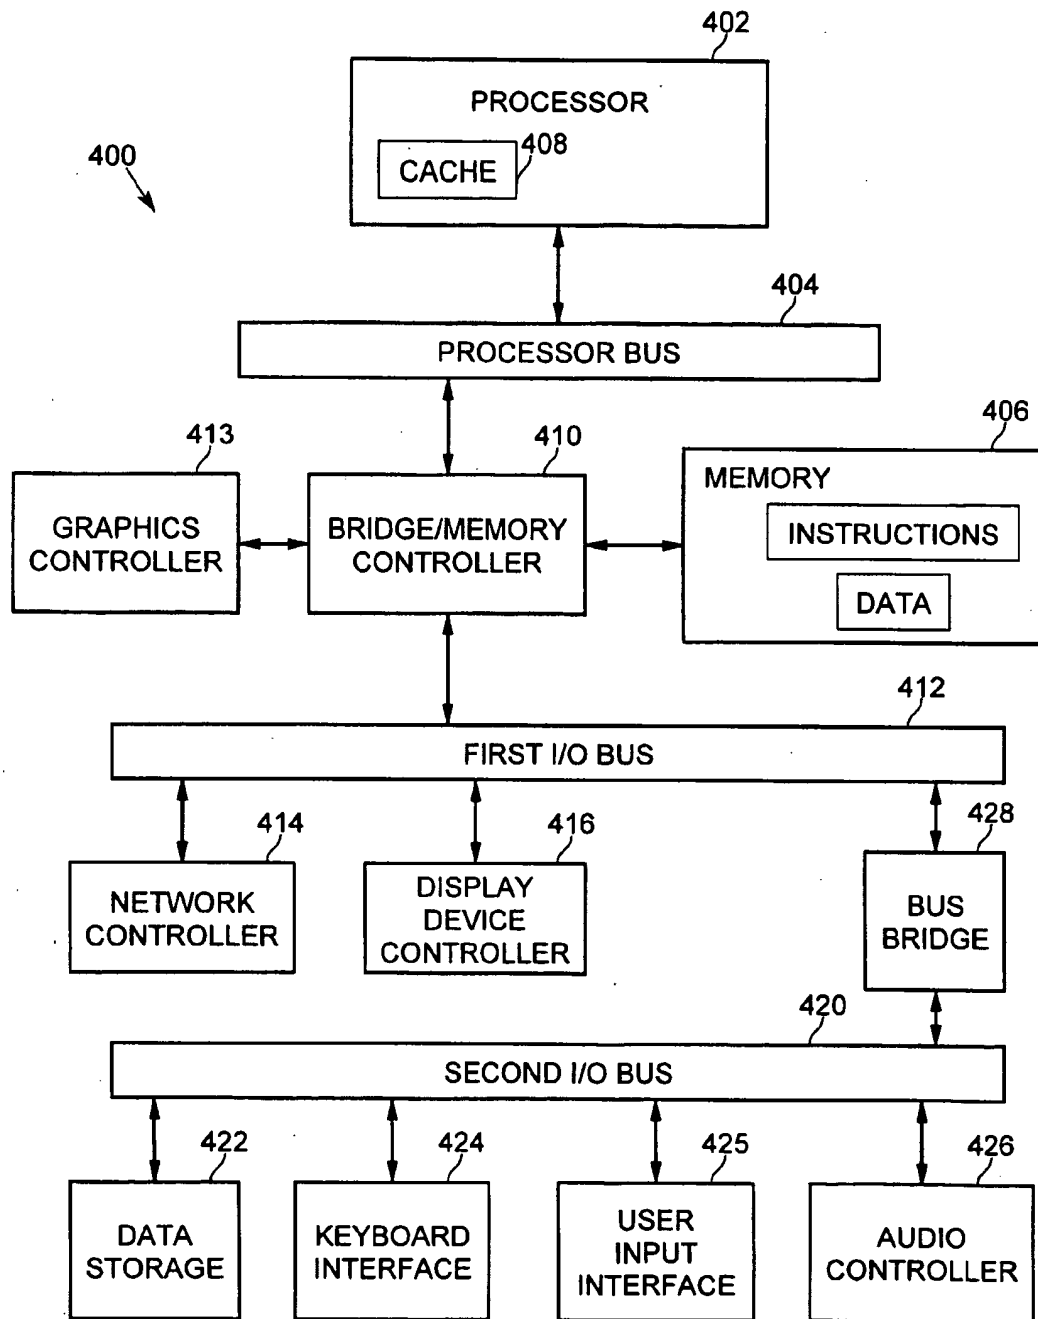 402
PROCESSOR
408
CACHE
400
404
PROCESSOR BUS
413
410
406
GRAPHICS
CONTROLLER
BRIDGE/MEMORY
CONTROLLER
MEMORY
INSTRUCTIONS
DATA
412
FIRST I/O BUS
414
416
428
NETWORK
CONTROLLER
DISPLAY
DEVICE
CONTROLLER
BUS
BRIDGE
420
SECOND I/O BUS
422
424
425
426
DATA
STORAGE
KEYBOARD
INTERFACE
USER
INPUT
INTERFACE
AUDIO
CONTROLLER